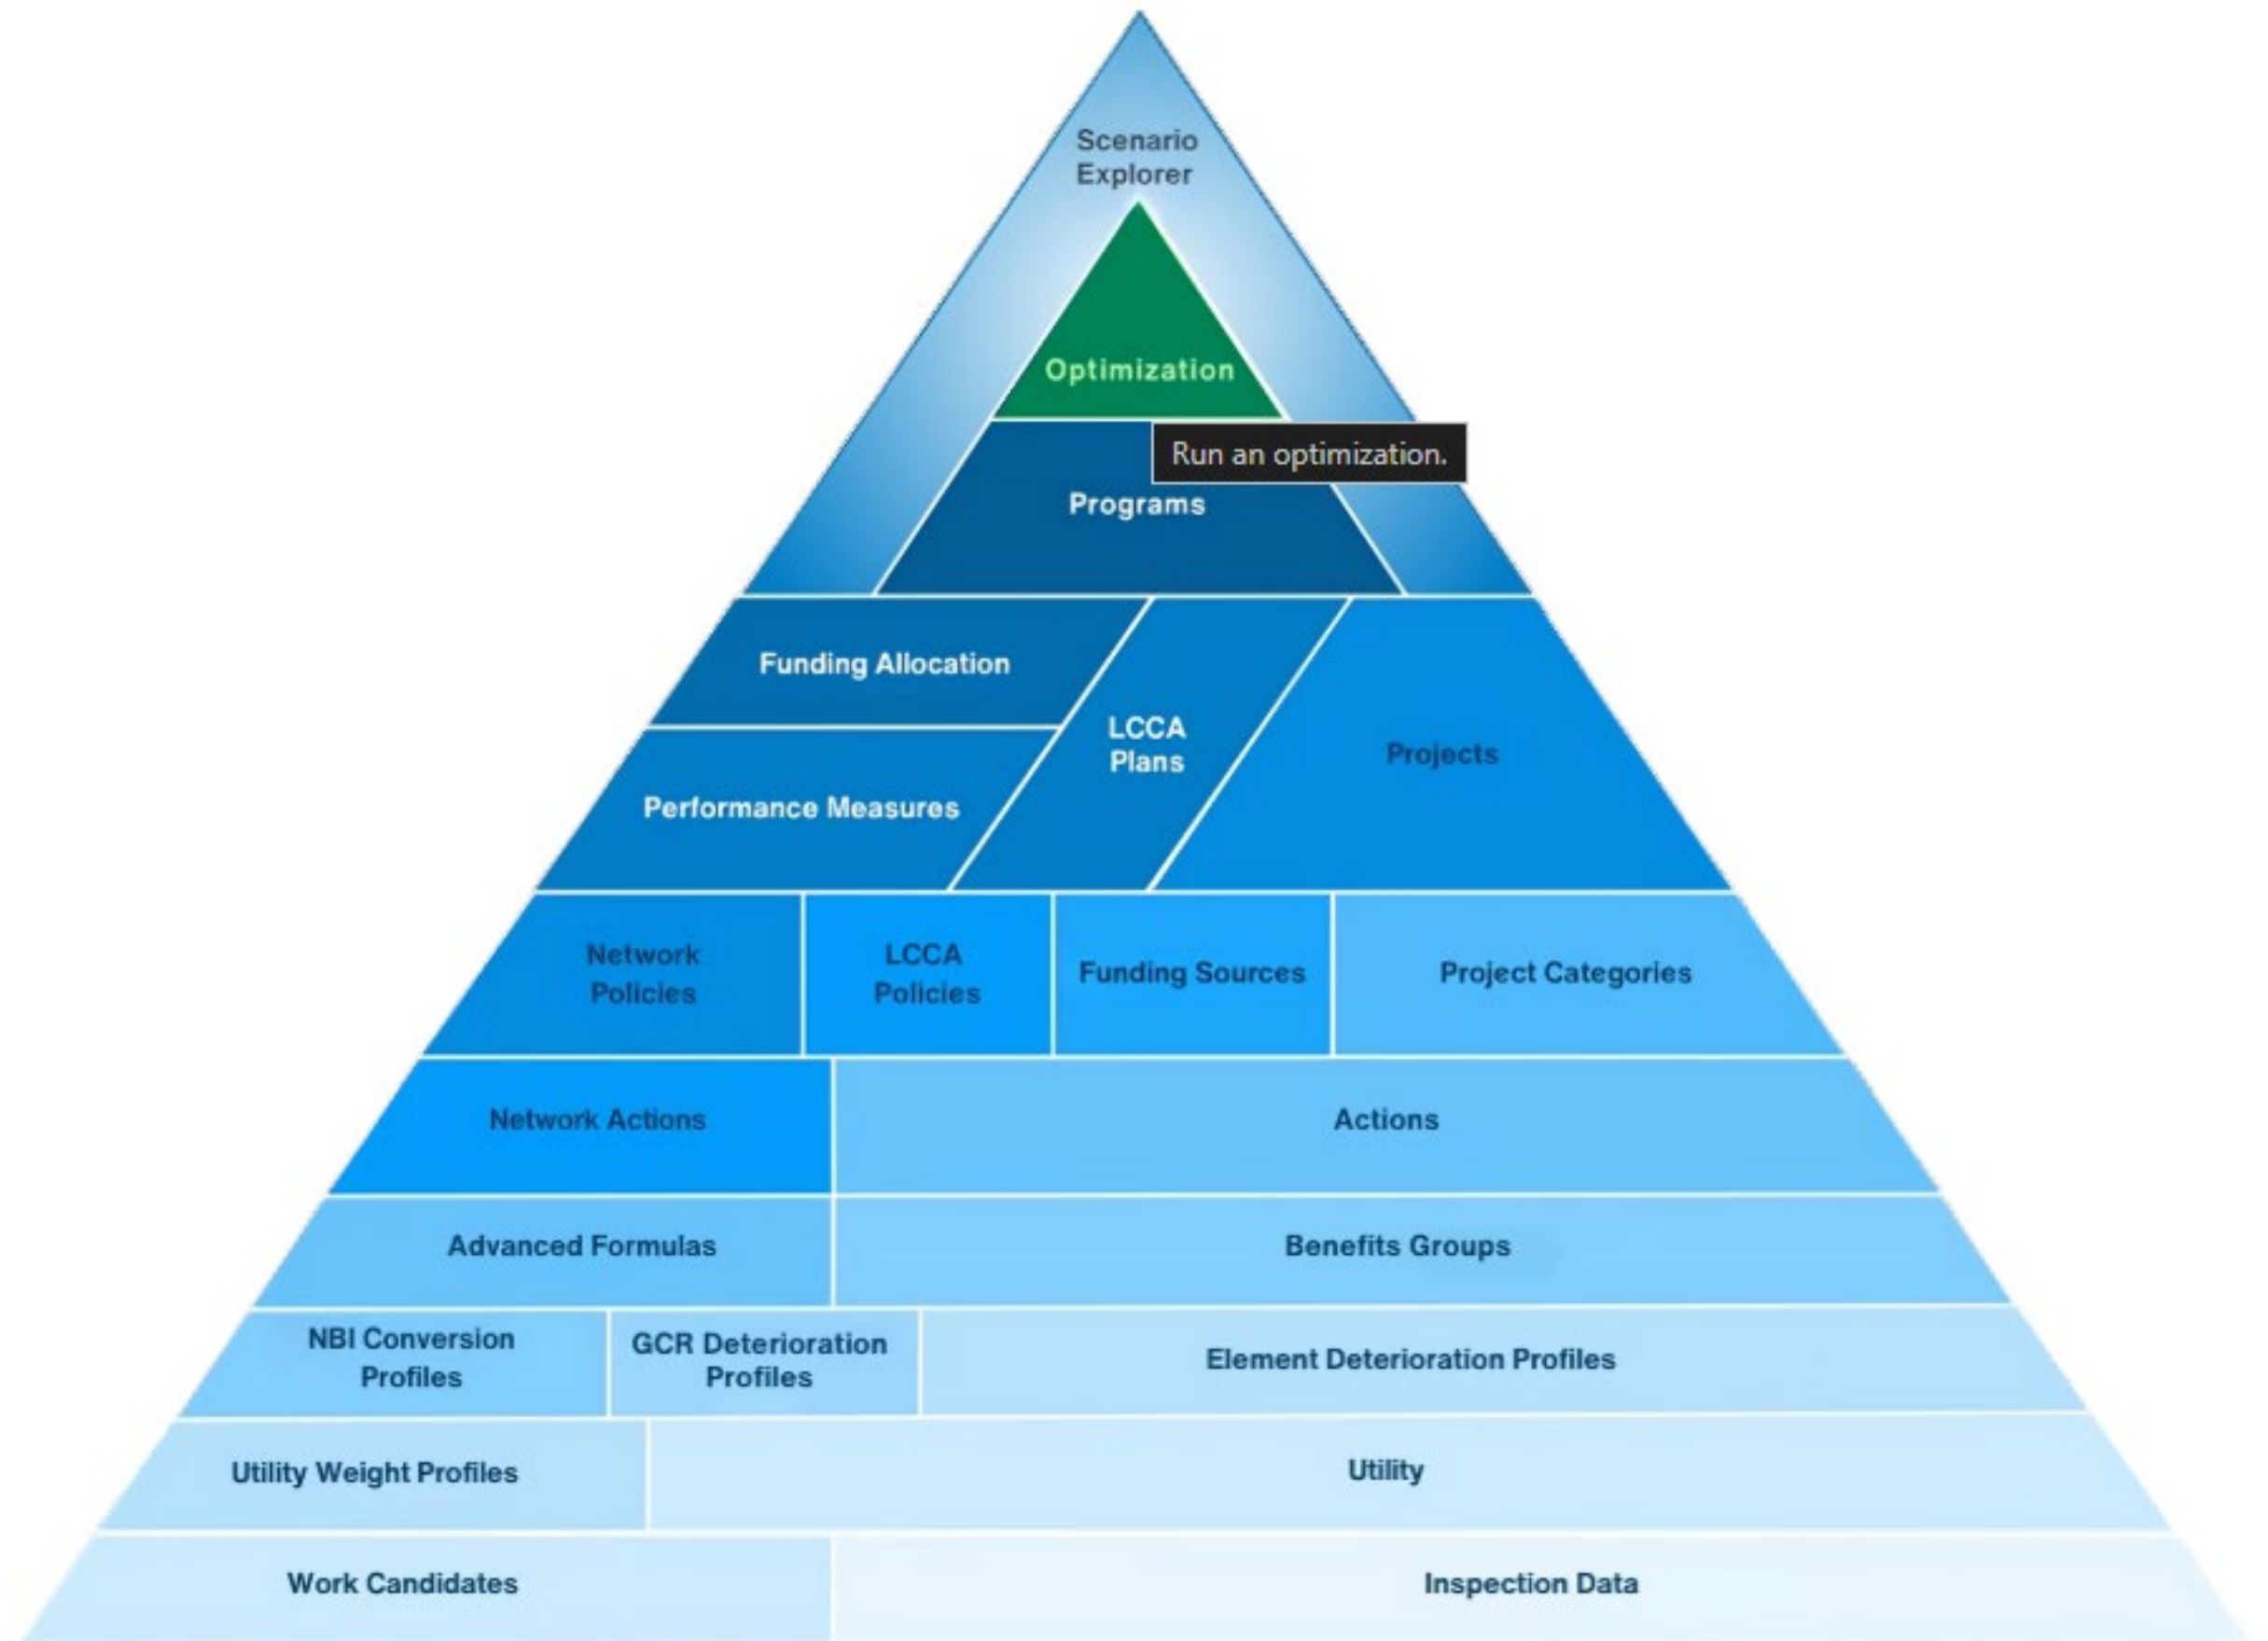 Scenario
Explorer
Optimization
Run an optimization.
Programs
Funding Allocation
LCCA
Plans
Projects
Performance Measures
Network
Policies
LCCA
Policies
Funding Sources
Project Categories
Network Actions
Actions
Advanced Formulas
Benefits Groups
NBI Conversion
Profiles
GCR Deterioration
Profiles
Element Deterioration Profiles
Utility Weight Profiles
Utility
Work Candidates
Inspection Data